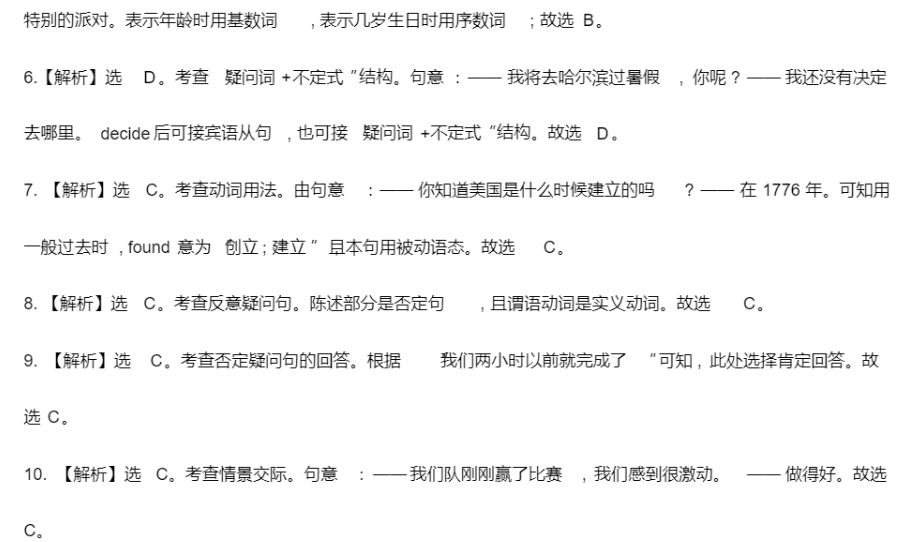 特别的派对。表示年龄时用基数词 , 表示几岁生日时用序数词 ; 故选 B。
6.【解析】选 D。考查 疑问词 +不定式 “结构。句意 : —— 我将去哈尔滨过暑假 , 你呢 ? —— 我还没有决定
去哪里。 decide 后可接宾语从句 , 也可接 疑问词 +不定式 “结构。故选 D。
7. 【解析】选 C。考查动词用法。由句意 : —— 你知道美国是什么时候建立的吗 ? —— 在 1776 年。可知用
一般过去时 , found 意为 创立 ; 建立 ” 且本句用被动语态。故选 C。
8. 【解析】选 C。考查反意疑问句。陈述部分是否定句 , 且谓语动词是实义动词。故选 C。
9. 【解析】选 C。考查否定疑问句的回答。根据 我们两小时以前就完成了 “可知 , 此处选择肯定回答。故
选 C。
10. 【解析】选 C。考查情景交际。句意 : —— 我们队刚刚赢了比赛 , 我们感到很激动。 —— 做得好。故选
C。